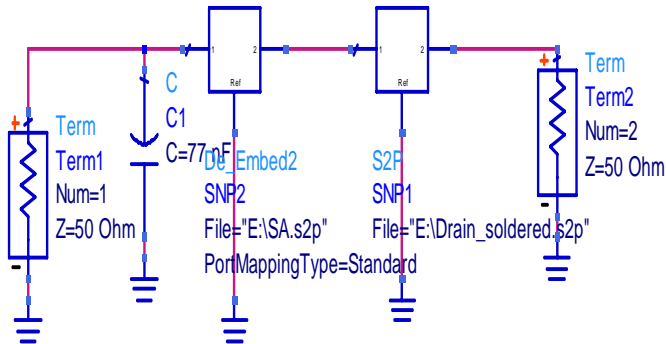 1 2
Ref
1 2
Ref
Term
Term1
Num=1
Z=50 Ohm
C
C1
C=77 nF
De_Embed2
SNP2
File="E:\SA.s2p"
PortMappingType=Standard
S2P
SNP1
File="E:\Drain_soldered.s2p"
Term
Term2
Num=2
Z=50 Ohm